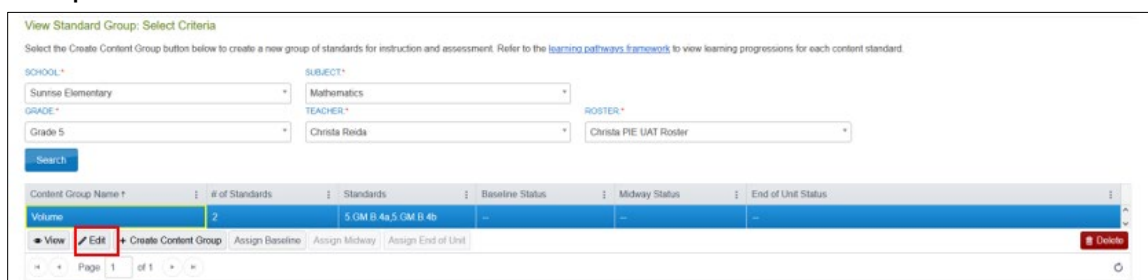 View Standard Group: Select Criteria
Select the Create Content Group button below to create a new group of standards for instruction and assessment. Refer to the learning pathways framework to view learning progressions for each content standard.
SCHOOL:* SUBJECT:*
Sunrise Elementary Mathematics
GRADE:* TEACHER:* ROSTER:*
Grade 5 Christa Reida Christa PIE UAT Roster
Search
Content Group Name ↑ # of Standards Standards Baseline Status Midway Status End of Unit Status
Volume 2 5.GM.B.4a,5.GM.B.4b -- -- --
View Edit + Create Content Group Assign Baseline Assign Midway Assign End of Unit Delete
Page 1 of 1